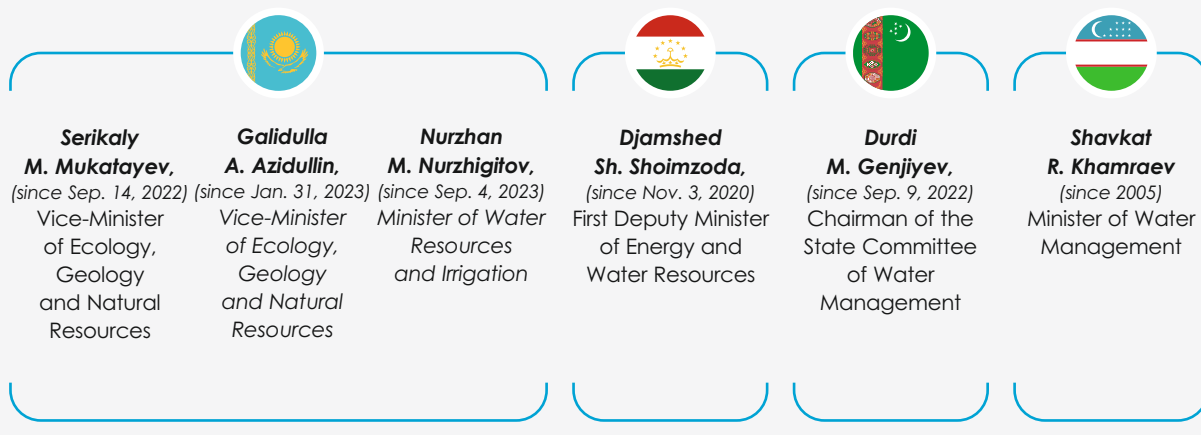 Serikaly
M. Mukatayev,
(since Sep. 14, 2022)
Vice-Minister
of Ecology,
Geology
and Natural
Resources
Galidulla
A. Azidullin,
(since Jan. 31, 2023)
Vice-Minister
of Ecology,
Geology
and Natural
Resources
Nurzhan
M. Nurzhigitov,
(since Sep. 4, 2023)
Minister of Water
Resources
and Irrigation
Djamshed
Sh. Shoimzoda,
(since Nov. 3, 2020)
First Deputy Minister
of Energy and
Water Resources
Durdi
M. Genjiyev,
(since Sep. 9, 2022)
Chairman of the
State Committee
of Water
Management
Shavkat
R. Khamraev
(since 2005)
Minister of Water
Management